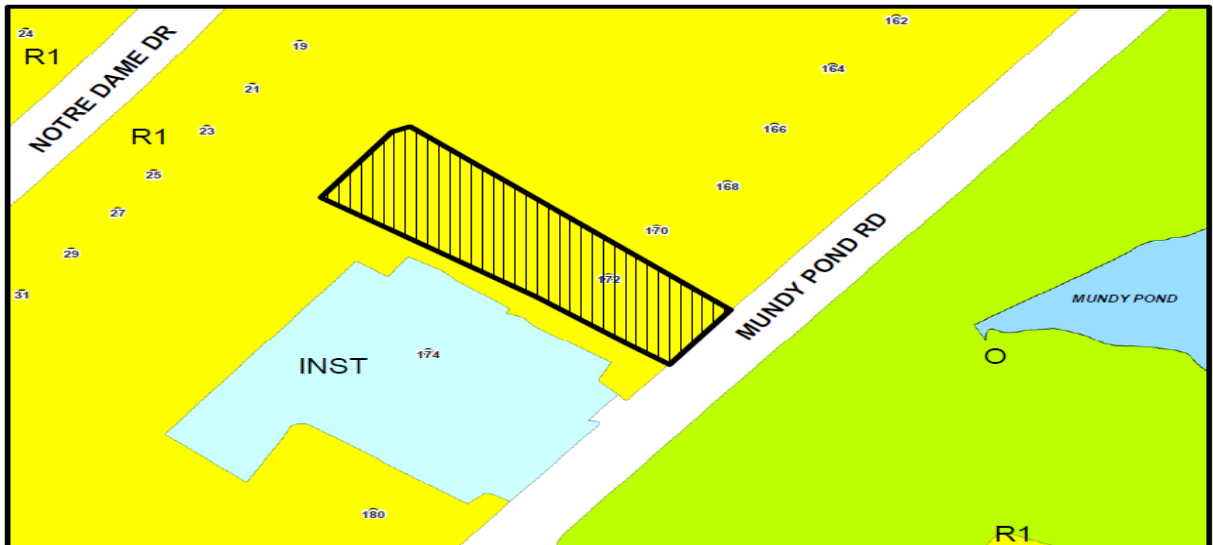 24
R1
NOTRE DAME DR
19
21
R1
23
25
27
29
31
162
164
166
168
170
172
MUNDY POND RD
MUNDY POND
O
INST
174
180
R1